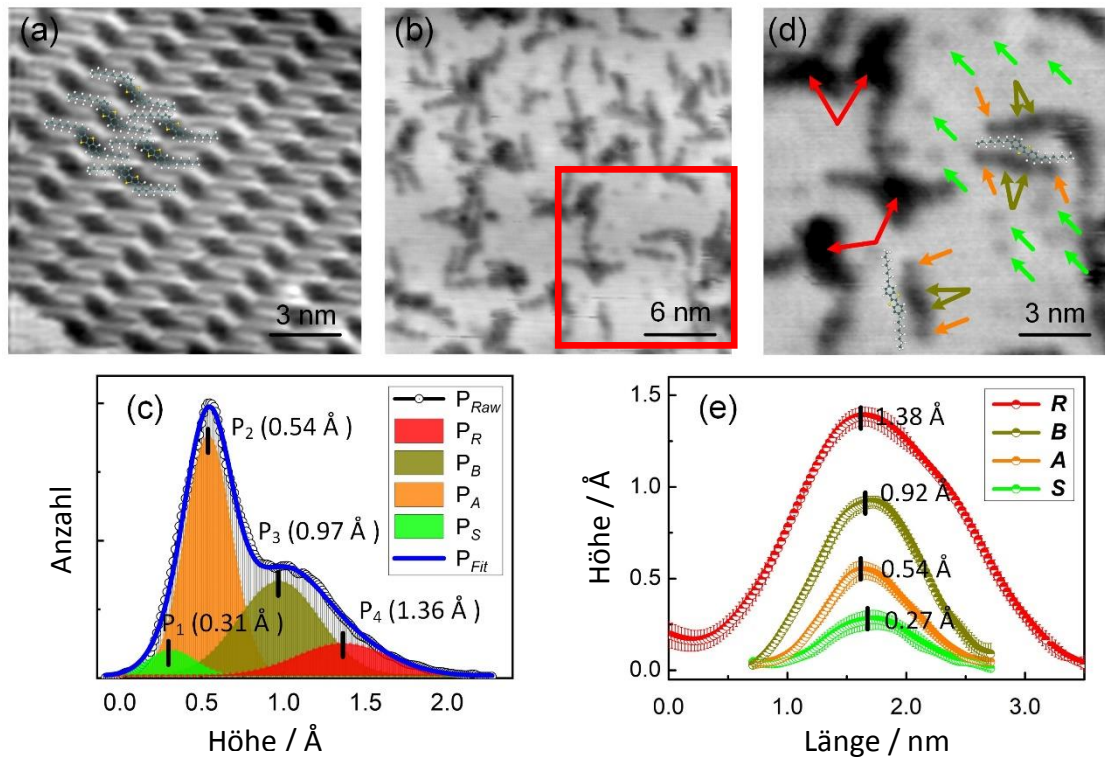 (a)
3 nm
(b)
6 nm
(d)
3 nm
(c)
P2 (0.54 Å )
P3 (0.97 Å )
P1 (0.31 Å )
P4 (1.36 Å )
PRaw
PR
PB
PA
PS
PFit
Anzahl
0.0 0.5 1.0 1.5 2.0
Höhe / Å
(e)
1.38 Å
0.92 Å
0.54 Å
0.27 Å
R
B
A
S
Höhe / Å
1.5
1.0
0.5
0.0
0.0 1.0 2.0 3.0
Länge / nm